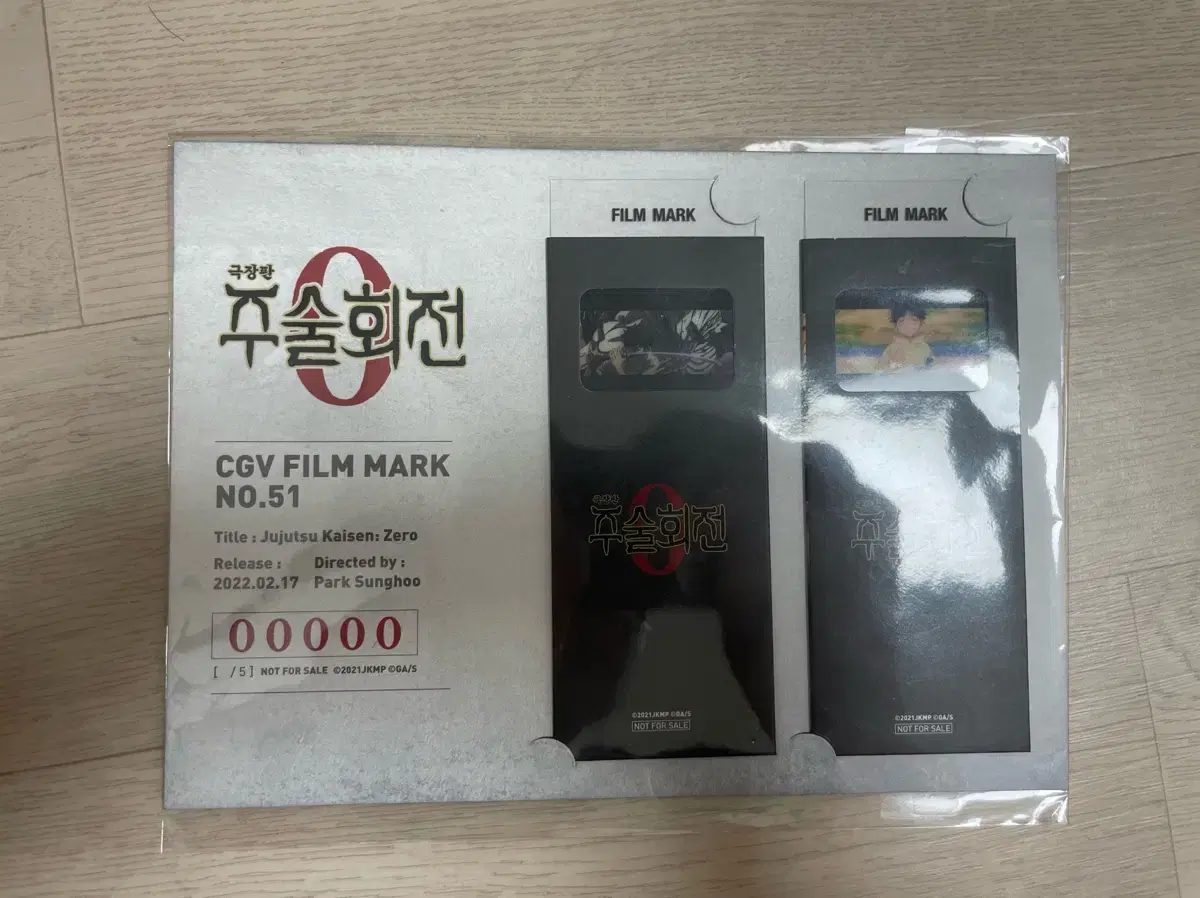 극장판
주술회전
0
CGV FILM MARK
NO.51
Title : Jujutsu Kaisen: Zero
Release : Directed by :
2022.02.17 Park Sunghoo
00000
[ /5] NOT FOR SALE ©2021JKMP ©GA/S
FILM MARK
극장판
주술회전
0
©2021JKMP ©GA/S
NOT FOR SALE
FILM MARK
극장판
주술회전
©2021JKMP ©GA/S
NOT FOR SALE